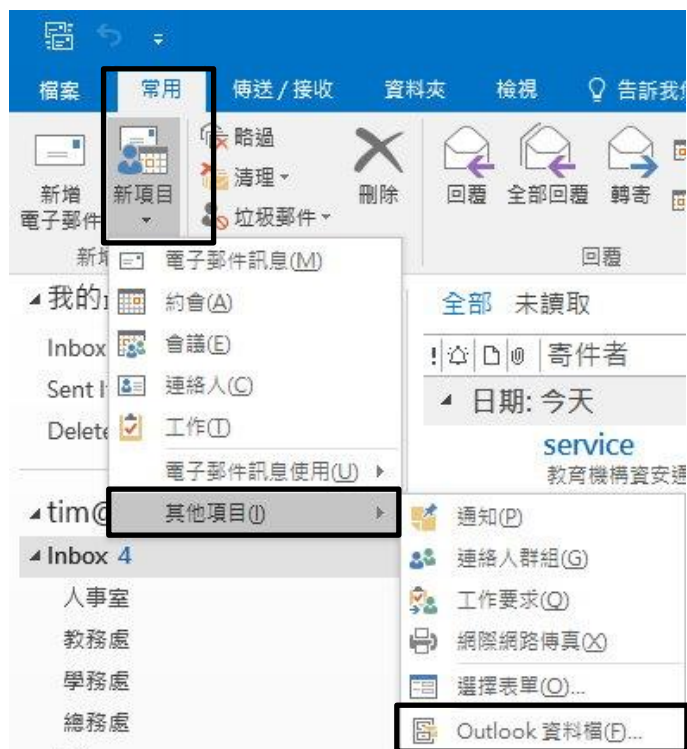 檔案 常用 傳送 / 接收 資料夾 檢視 告訴我
新增
電子郵件
新項目
略過
清理
垃圾郵件
刪除
回覆 全部回覆 轉寄
新增
回覆
電子郵件訊息(M)
約會(A)
會議(E)
連絡人(C)
工作(T)
電子郵件訊息使用(U)
其他項目(I)
通知(P)
連絡人群組(G)
工作要求(Q)
網際網路傳真(X)
選擇表單(O)...
Outlook 資料檔(F)...
我的
Inbox
Sent
Delete
tim@
Inbox 4
人事室
教務處
學務處
總務處
全部 未讀取
! 寄件者
日期: 今天
service
教育機構資安通